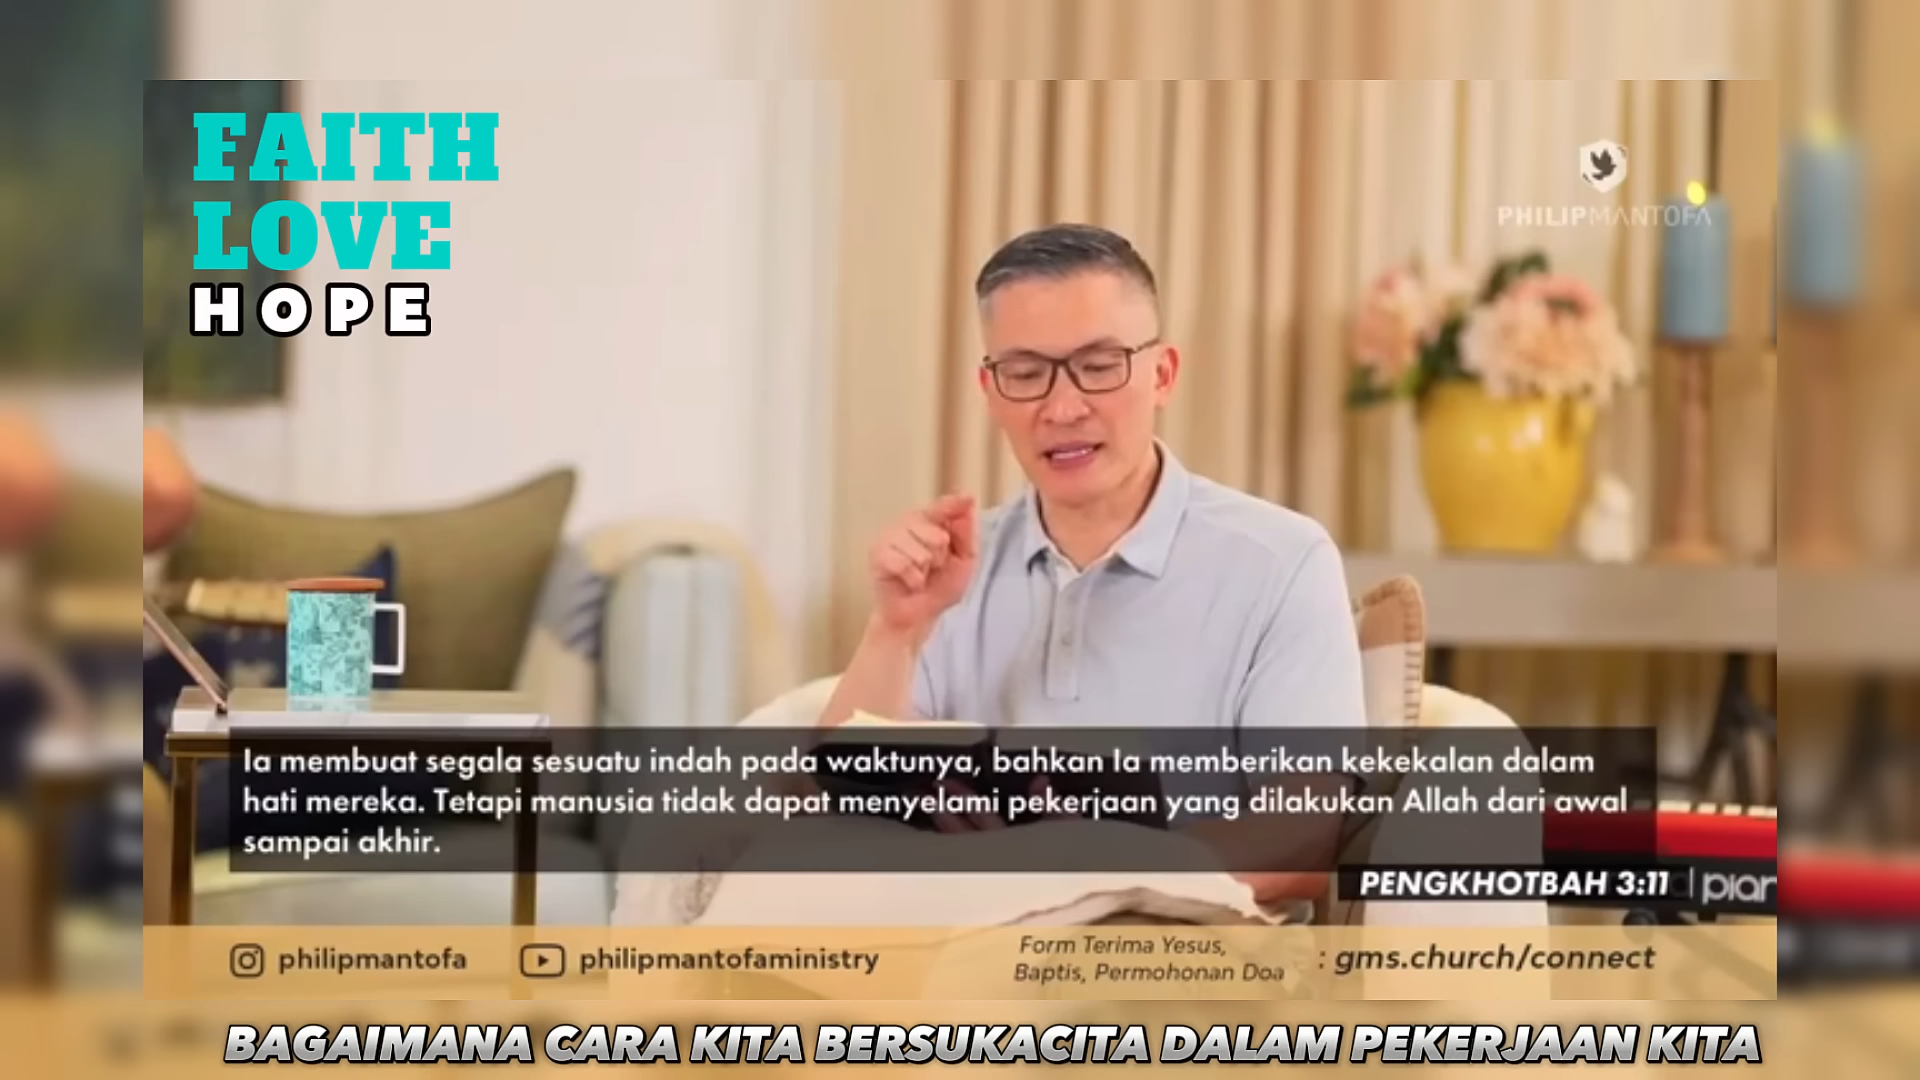 FAITH
LOVE
HOPE
PHILIPMANTOFA
Ia membuat segala sesuatu indah pada waktunya, bahkan Ia memberikan kekekalan dalam
hati mereka. Tetapi manusia tidak dapat menyelami pekerjaan yang dilakukan Allah dari awal
sampai akhir.
PENGKHOTBAH 3:11
philipmantofa
philipmantofaministry
Form Terima Yesus,
Baptis, Permohonan Doa
: gms.church/connect
BAGAIMANA CARA KITA BERSUKACITA DALAM PEKERJAAN KITA